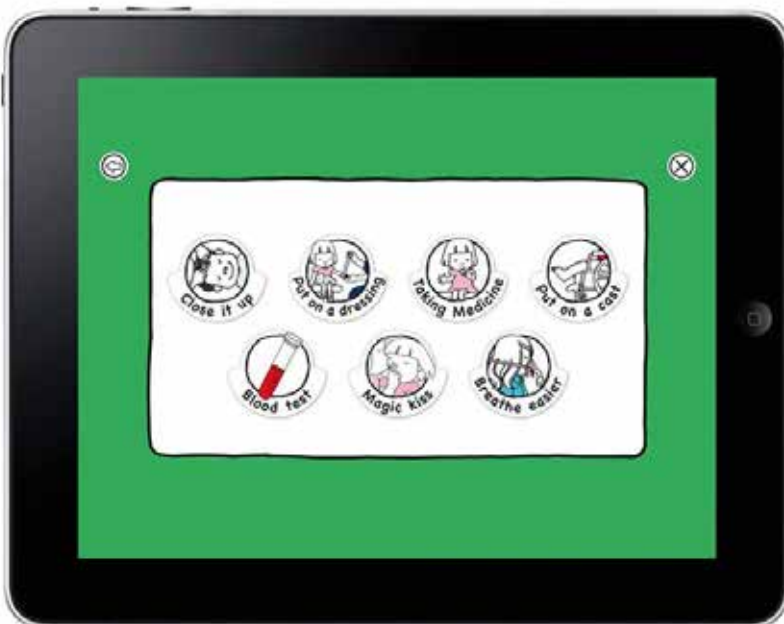 Close it up
Put on a dressing
Taking Medicine
Put on a cast
Blood test
Magic kiss
Breathe easier